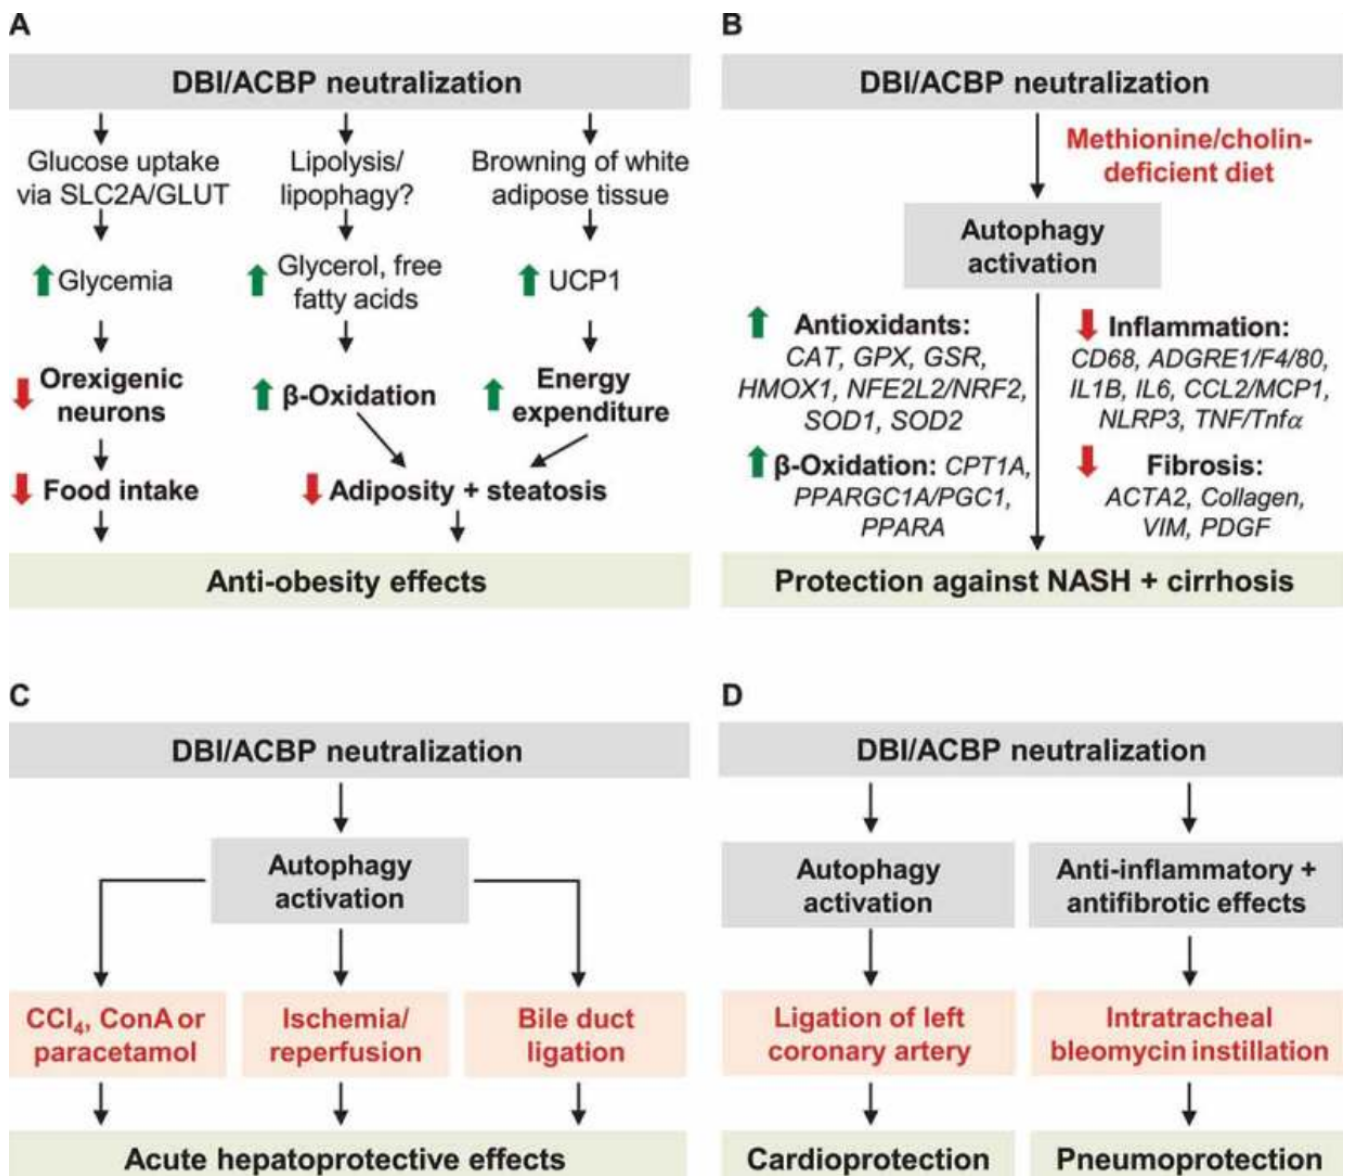 A
DBI/ACBP neutralization
Glucose uptake
via SLC2A/GLUT
Glycemia
Orexigenic
neurons
Food intake
Lipolysis/
lipophagy?
Glycerol, free
fatty acids
β-Oxidation
Browning of white
adipose tissue
UCP1
Energy
expenditure
Adiposity + steatosis
Anti-obesity effects
B
DBI/ACBP neutralization
Methionine/cholin-
deficient diet
Autophagy
activation
Antioxidants:
CAT, GPX, GSR,
HMOX1, NFE2L2/NRF2,
SOD1, SOD2
β-Oxidation: CPT1A,
PPARGC1A/PGC1,
PPARA
Inflammation:
CD68, ADGRE1/F4/80,
IL1B, IL6, CCL2/MCP1,
NLRP3, TNF/Tnfα
Fibrosis:
ACTA2, Collagen,
VIM, PDGF
Protection against NASH + cirrhosis
C
DBI/ACBP neutralization
Autophagy
activation
CCl₄, ConA or
paracetamol
Ischemia/
reperfusion
Bile duct
ligation
Acute hepatoprotective effects
D
DBI/ACBP neutralization
Autophagy
activation
Ligation of left
coronary artery
Cardioprotection
Anti-inflammatory +
antifibrotic effects
Intratracheal
bleomycin instillation
Pneumoprotection